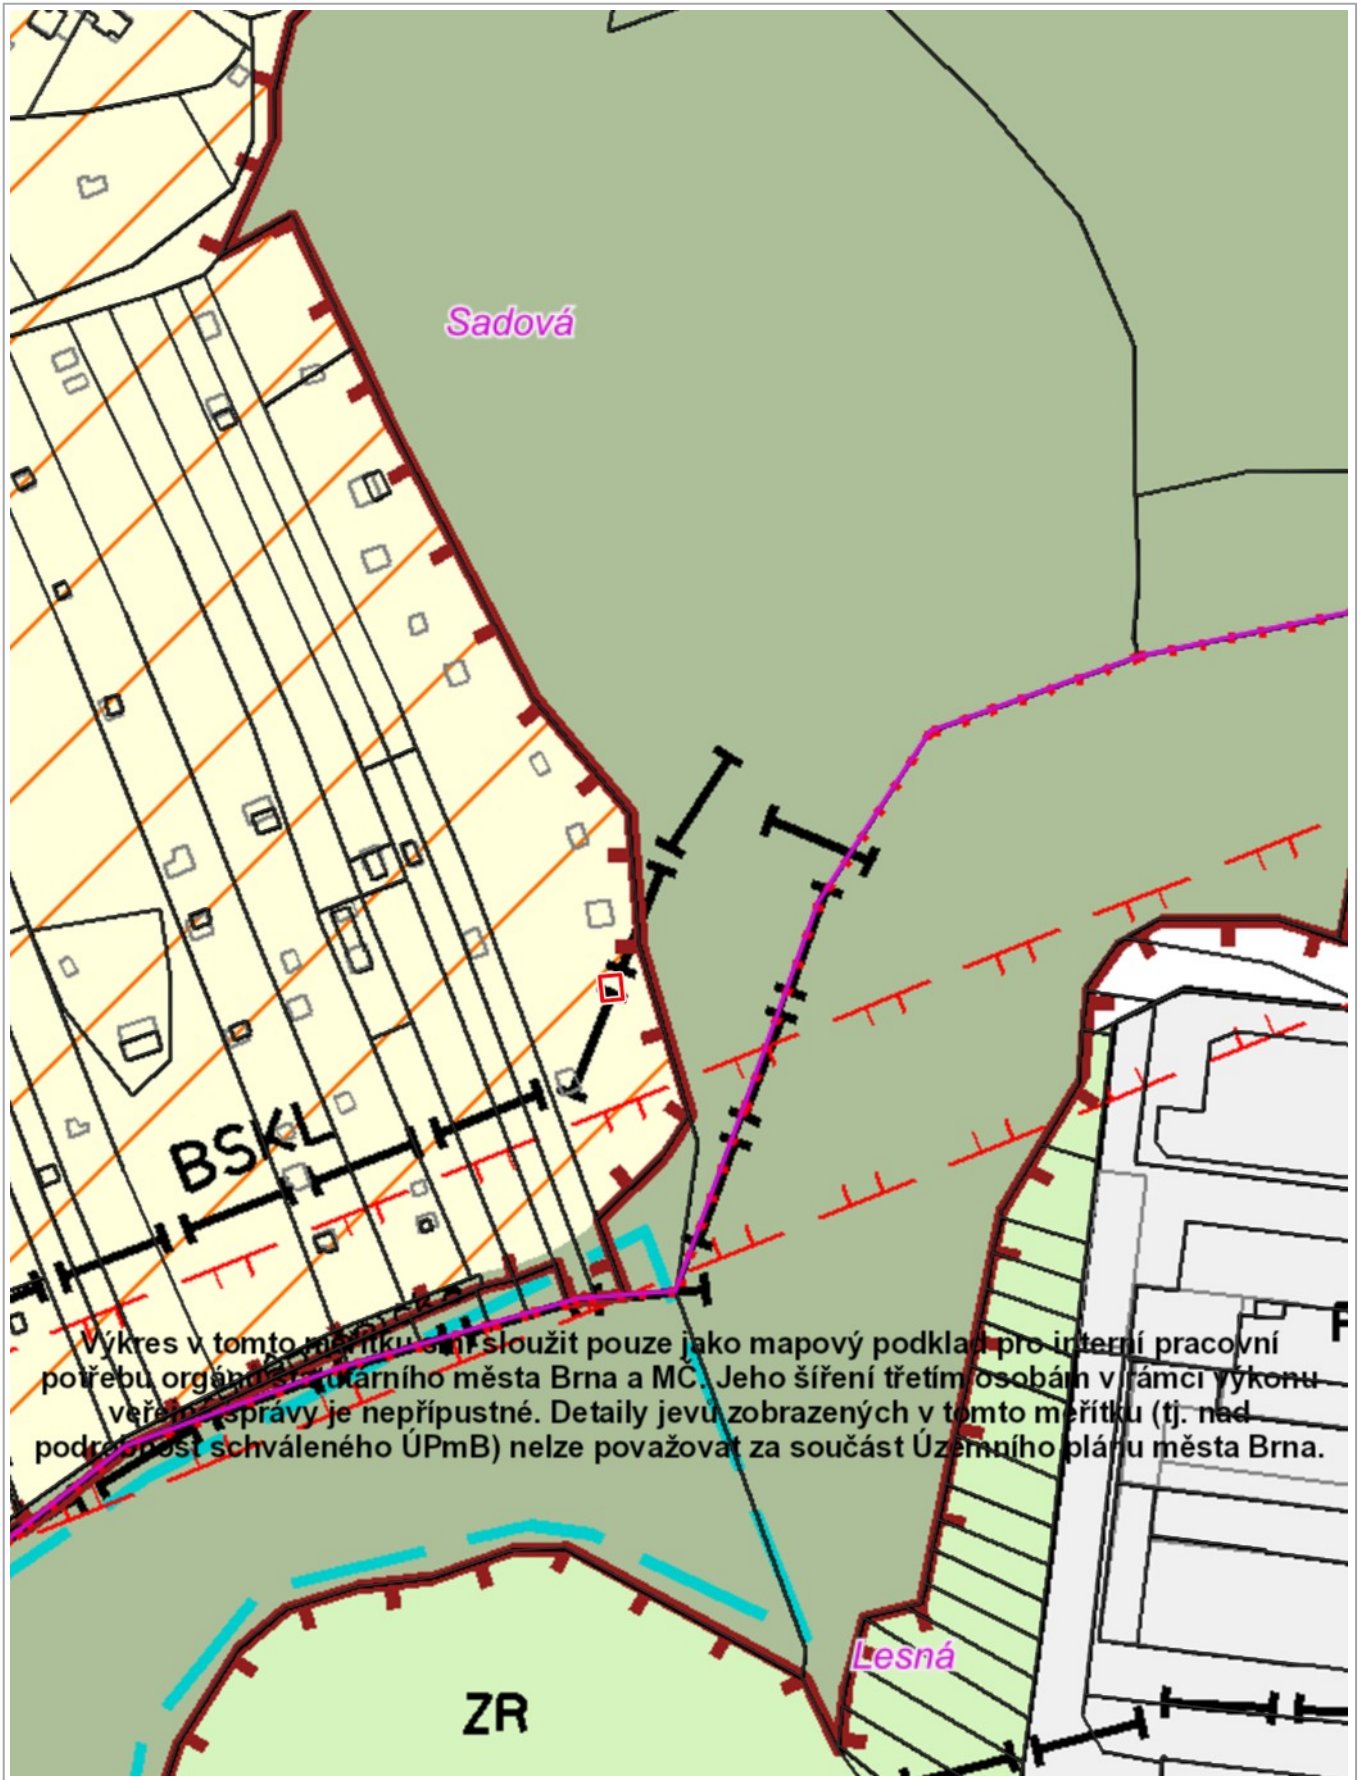 Sadová
BSKL
Výkres v tomto měřítku smí sloužit pouze jako mapový podklad pro interní pracovní
potřebu orgánů statutárního města Brna a MČ. Jeho šíření třetím osobám v rámci výkonu
veřejné správy je nepřípustné. Detaily jevů zobrazených v tomto měřítku (tj. nad
podrobnost schváleného ÚPmB) nelze považovat za součást Územního plánu města Brna.
Lesná
ZR